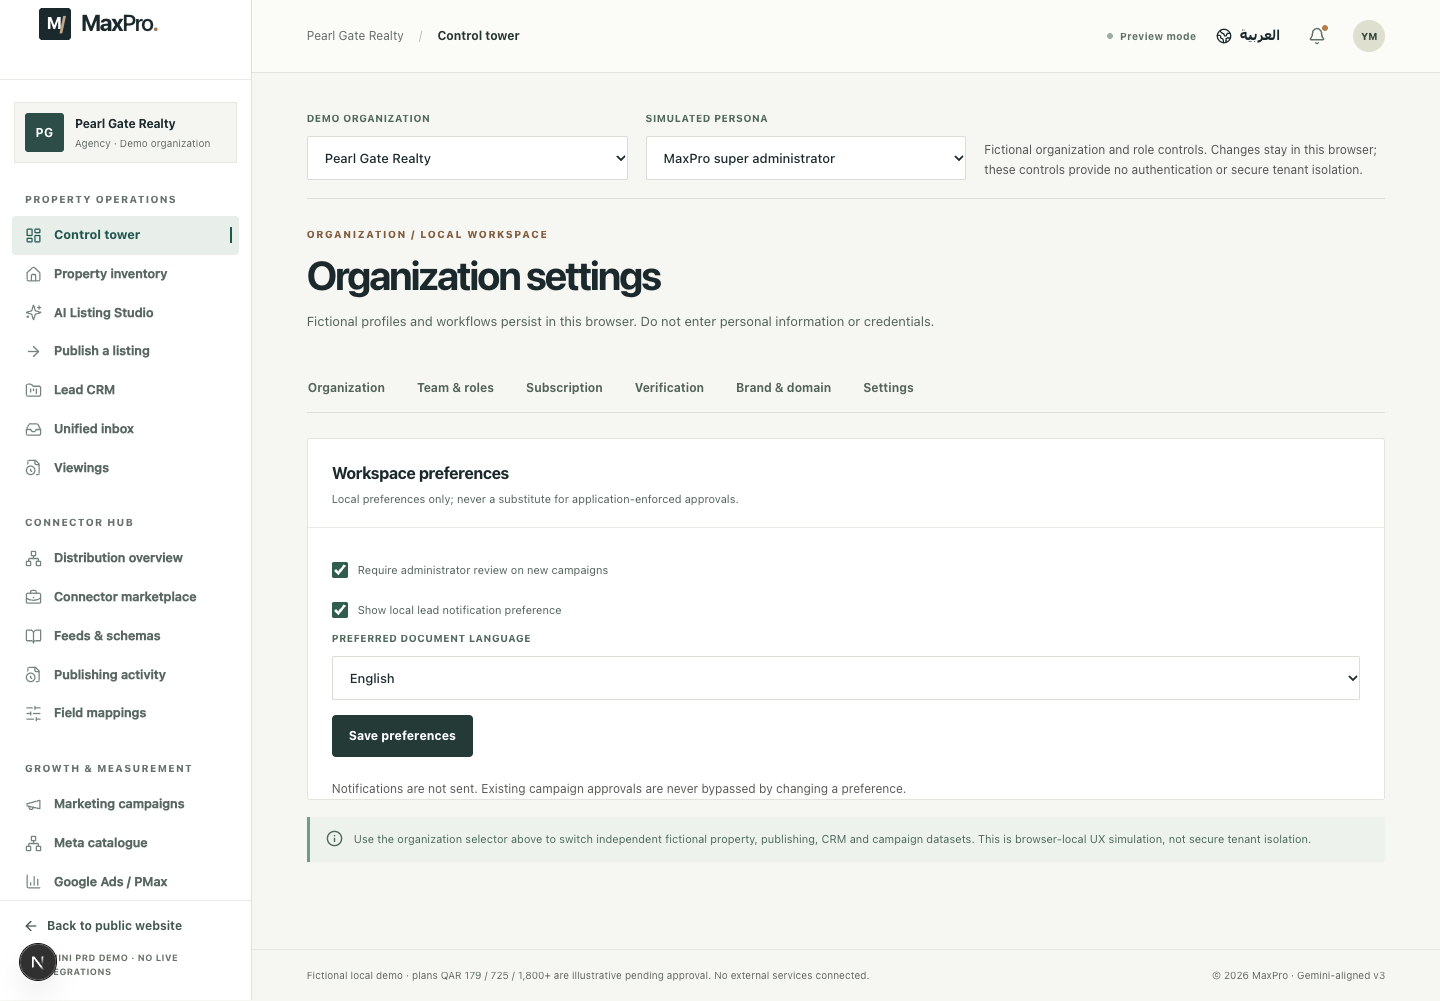 M/ MaxPro.
Pearl Gate Realty / Control tower
Preview mode
العربية
YM
PG
Pearl Gate Realty
Agency · Demo organization
PROPERTY OPERATIONS
Control tower
Property inventory
AI Listing Studio
Publish a listing
Lead CRM
Unified inbox
Viewings
CONNECTOR HUB
Distribution overview
Connector marketplace
Feeds & schemas
Publishing activity
Field mappings
GROWTH & MEASUREMENT
Marketing campaigns
Meta catalogue
Google Ads / PMax
Back to public website
N
PRD DEMO · NO LIVE
DEMO ORGANIZATION
Pearl Gate Realty
SIMULATED PERSONA
MaxPro super administrator
Fictional organization and role controls. Changes stay in this browser;
these controls provide no authentication or secure tenant isolation.
ORGANIZATION / LOCAL WORKSPACE
Organization settings
Fictional profiles and workflows persist in this browser. Do not enter personal information or credentials.
Organization Team & roles Subscription Verification Brand & domain Settings
Workspace preferences
Local preferences only; never a substitute for application-enforced approvals.
Require administrator review on new campaigns
Show local lead notification preference
PREFERRED DOCUMENT LANGUAGE
English
Save preferences
Notifications are not sent. Existing campaign approvals are never bypassed by changing a preference.
Use the organization selector above to switch independent fictional property, publishing, CRM and campaign datasets. This is browser-local UX simulation, not secure tenant isolation.
Fictional local demo · plans QAR 179 / 725 / 1,800+ are illustrative pending approval. No external services connected.
© 2026 MaxPro · Gemini-aligned v3